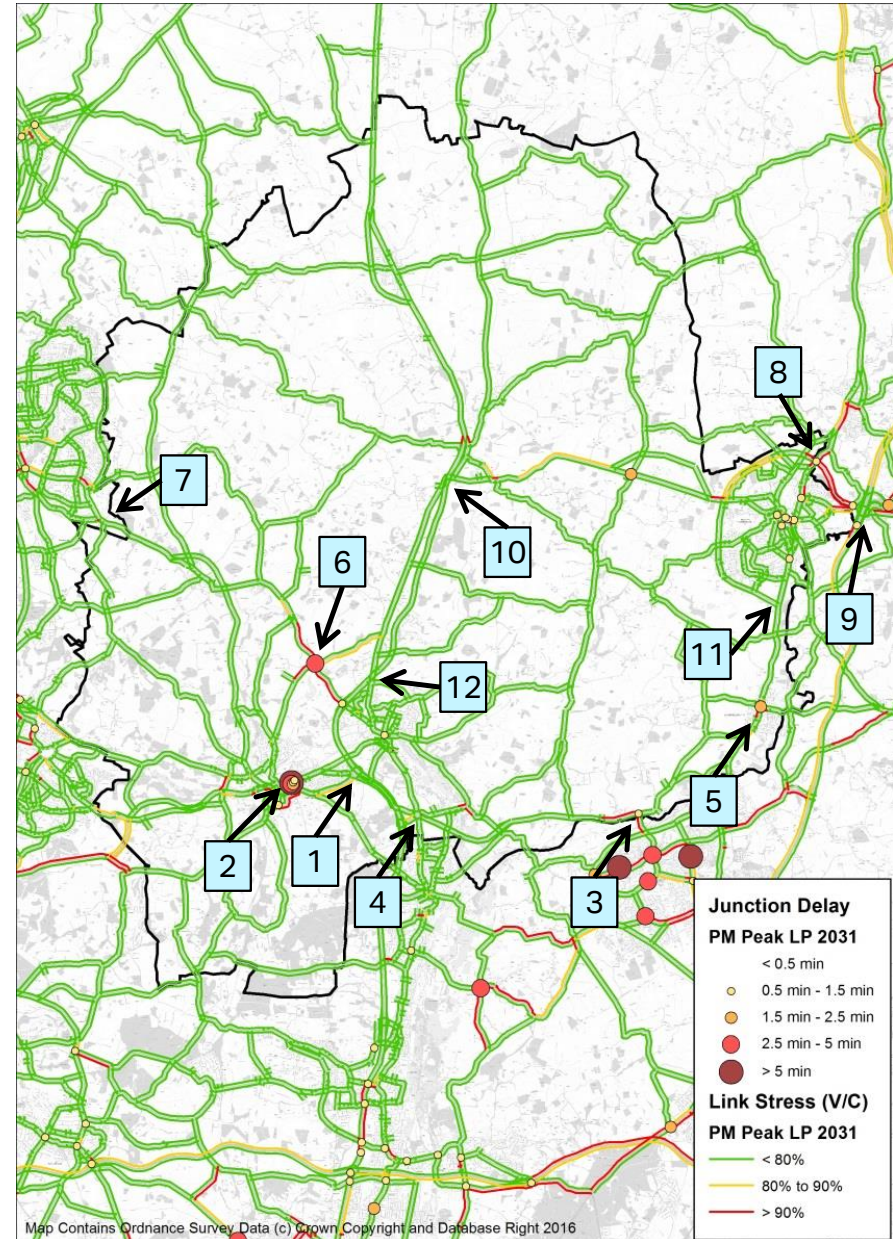 8
7
10
6
9
11
12
5
2
1
4
3
Junction Delay
PM Peak LP 2031
< 0.5 min
0.5 min - 1.5 min
1.5 min - 2.5 min
2.5 min - 5 min
> 5 min
Link Stress (V/C)
PM Peak LP 2031
< 80%
80% to 90%
> 90%
Map Contains Ordnance Survey Data (c) Crown Copyright and Database Right 2016